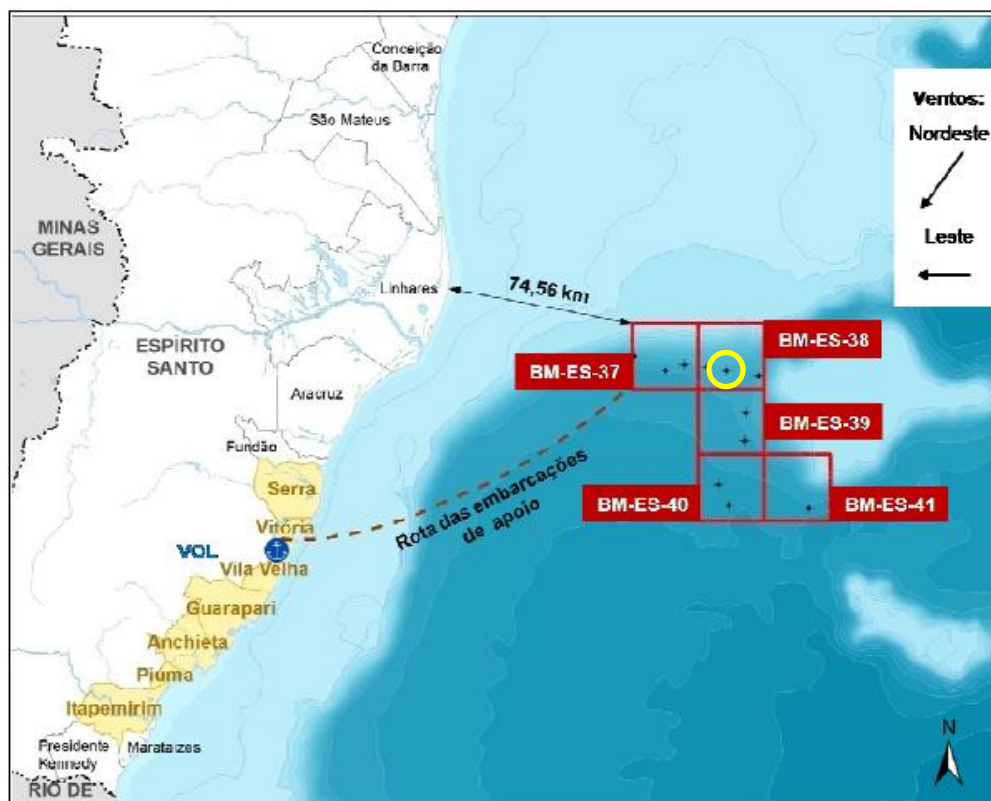 Conceição
da Barra
São Mateus
Ventos:
Nordeste
Leste
MINAS
GERAIS
Linhares
74,56 km
ESPÍRITO
SANTO
BM-ES-38
BM-ES-37
Aracruz
BM-ES-39
Fundão
Serra
Rota das embarcações
de apoio
BM-ES-40
BM-ES-41
Vitória
VOL
Vila Velha
Guarapari
Anchieta
Piuma
Itapemirim
Presidente
Kennedy
Marataizes
N
RIO DE